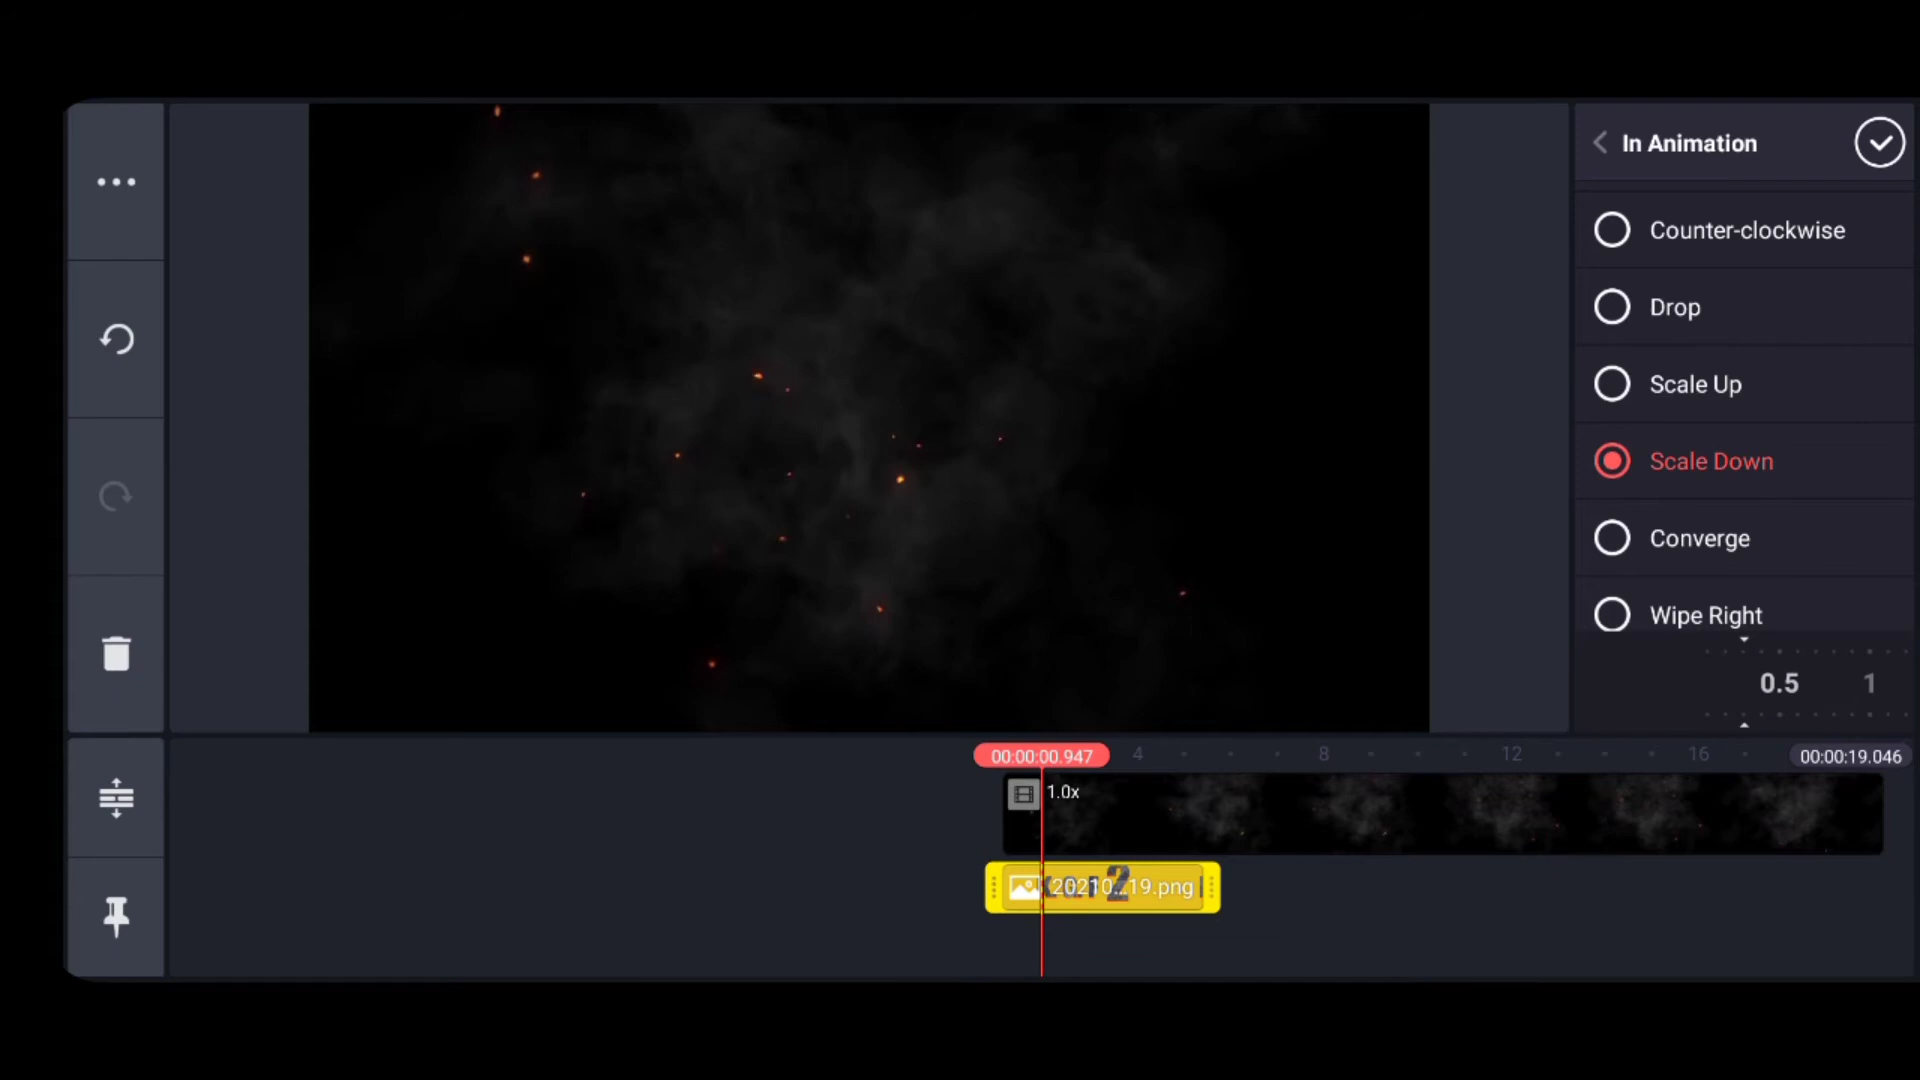 In Animation
Counter-clockwise
Drop
Scale Up
Scale Down
Converge
Wipe Right
0.5 1
00:00:00.947 4 8 12 16 00:00:19.046
1.0x
20210...19.png